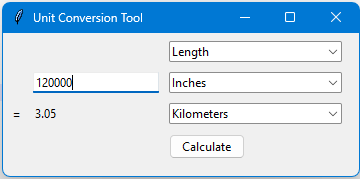 Unit Conversion Tool
Length
120000 Inches
= 3.05 Kilometers
Calculate